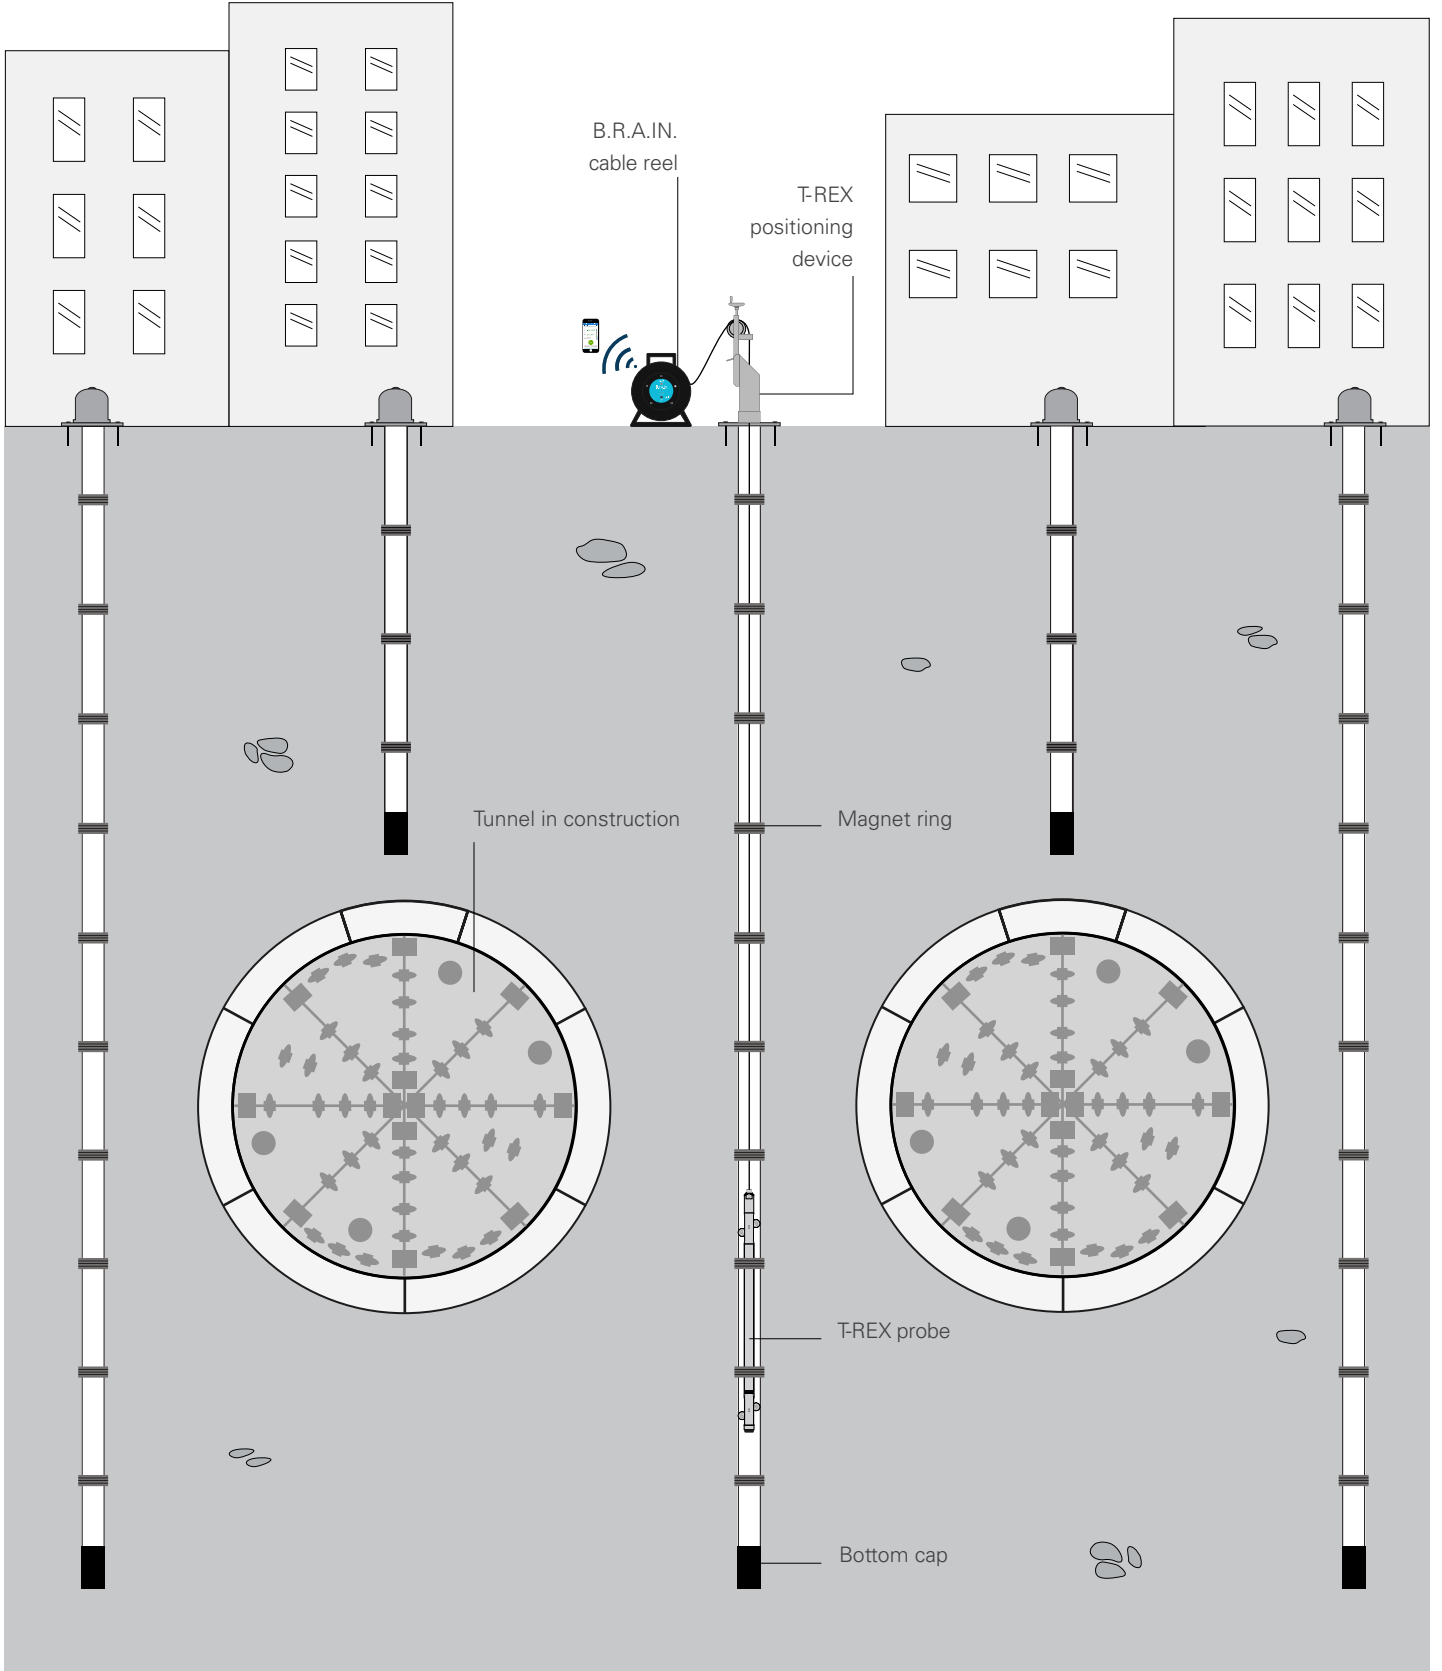 B.R.A.IN.
cable reel
T-REX
positioning
device
Tunnel in construction
Magnet ring
T-REX probe
Bottom cap